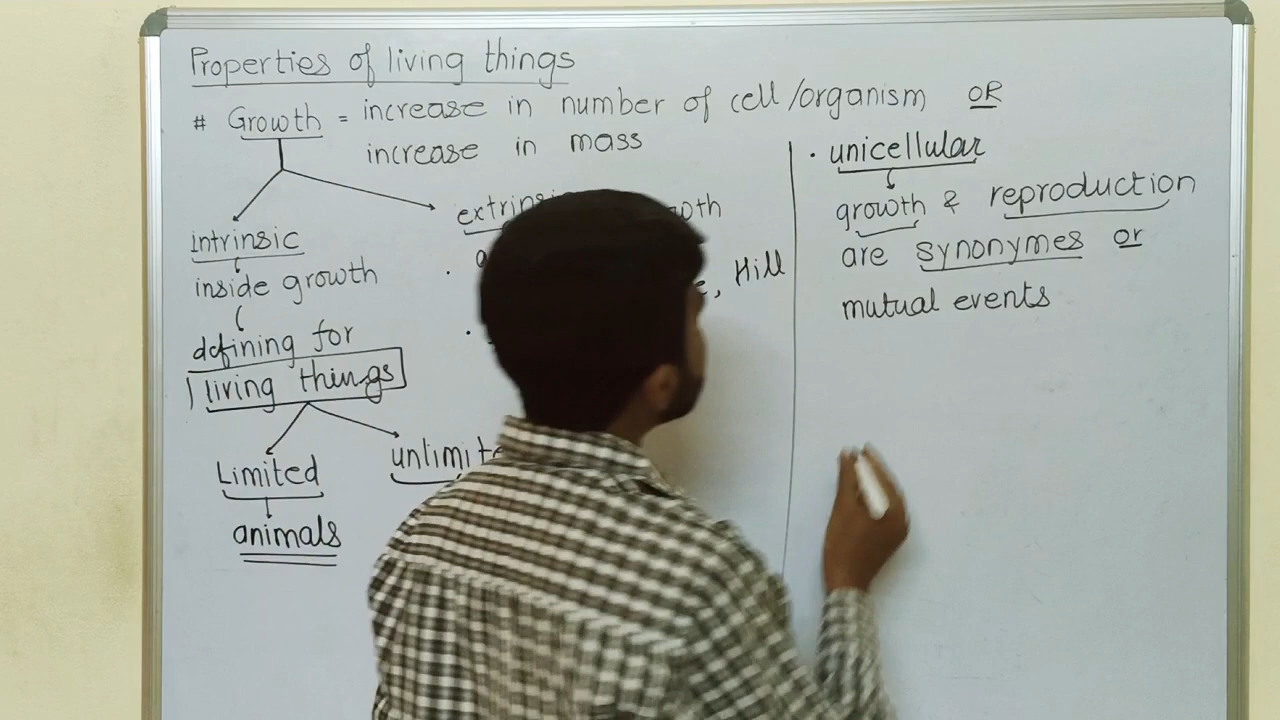 Properties of living things
# Growth = increase in number of cell/organism OR
increase in mass
intrinsic
inside growth
defining for
living things
Limited
animals
Hill
· unicellular
growth & reproduction
are synonymes or
mutual events